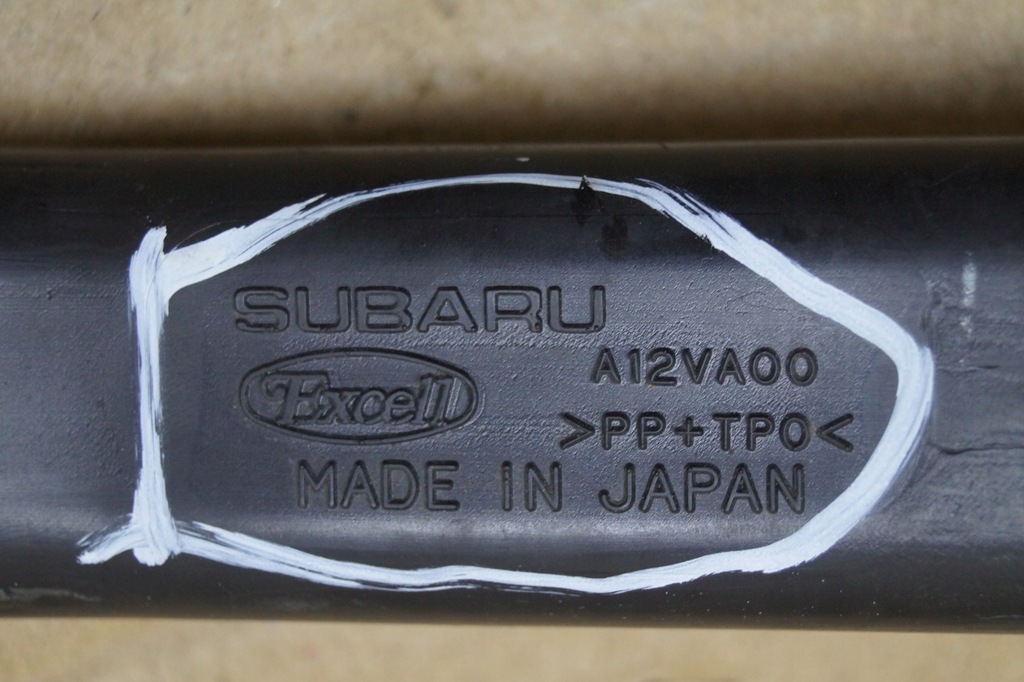 SUBARU
Excell
A12VA00
>PP+TPO<
MADE IN JAPAN